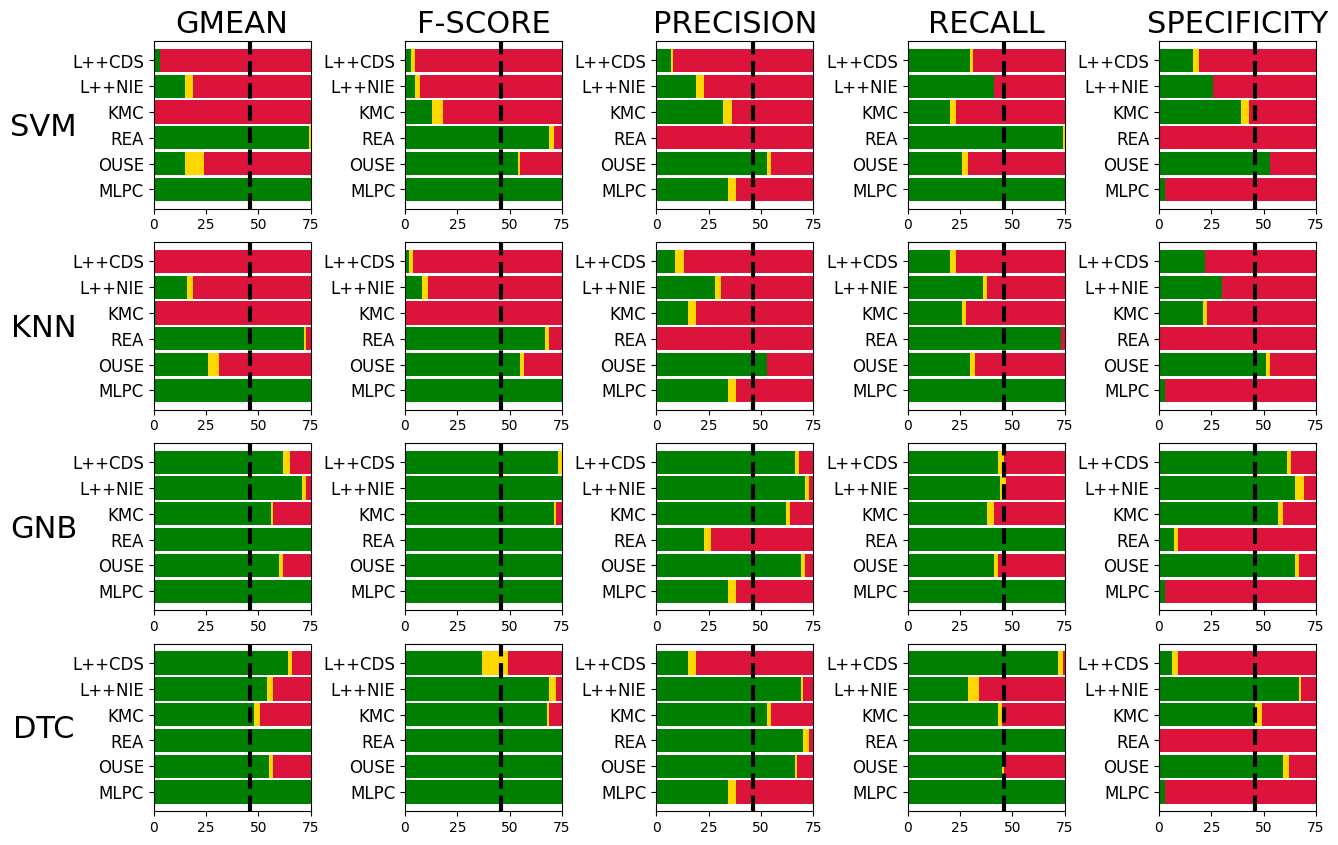 GMEAN F-SCORE PRECISION RECALL SPECIFICITY
SVM
L++CDS L++CDS L++CDS L++CDS L++CDS
L++NIE L++NIE L++NIE L++NIE L++NIE
KMC KMC KMC KMC KMC
REA REA REA REA REA
OUSE OUSE OUSE OUSE OUSE
MLPC MLPC MLPC MLPC MLPC
0 25 50 75 0 25 50 75 0 25 50 75 0 25 50 75 0 25 50 75
KNN
L++CDS L++CDS L++CDS L++CDS L++CDS
L++NIE L++NIE L++NIE L++NIE L++NIE
KMC KMC KMC KMC KMC
REA REA REA REA REA
OUSE OUSE OUSE OUSE OUSE
MLPC MLPC MLPC MLPC MLPC
0 25 50 75 0 25 50 75 0 25 50 75 0 25 50 75 0 25 50 75
GNB
L++CDS L++CDS L++CDS L++CDS L++CDS
L++NIE L++NIE L++NIE L++NIE L++NIE
KMC KMC KMC KMC KMC
REA REA REA REA REA
OUSE OUSE OUSE OUSE OUSE
MLPC MLPC MLPC MLPC MLPC
0 25 50 75 0 25 50 75 0 25 50 75 0 25 50 75 0 25 50 75
DTC
L++CDS L++CDS L++CDS L++CDS L++CDS
L++NIE L++NIE L++NIE L++NIE L++NIE
KMC KMC KMC KMC KMC
REA REA REA REA REA
OUSE OUSE OUSE OUSE OUSE
MLPC MLPC MLPC MLPC MLPC
0 25 50 75 0 25 50 75 0 25 50 75 0 25 50 75 0 25 50 75